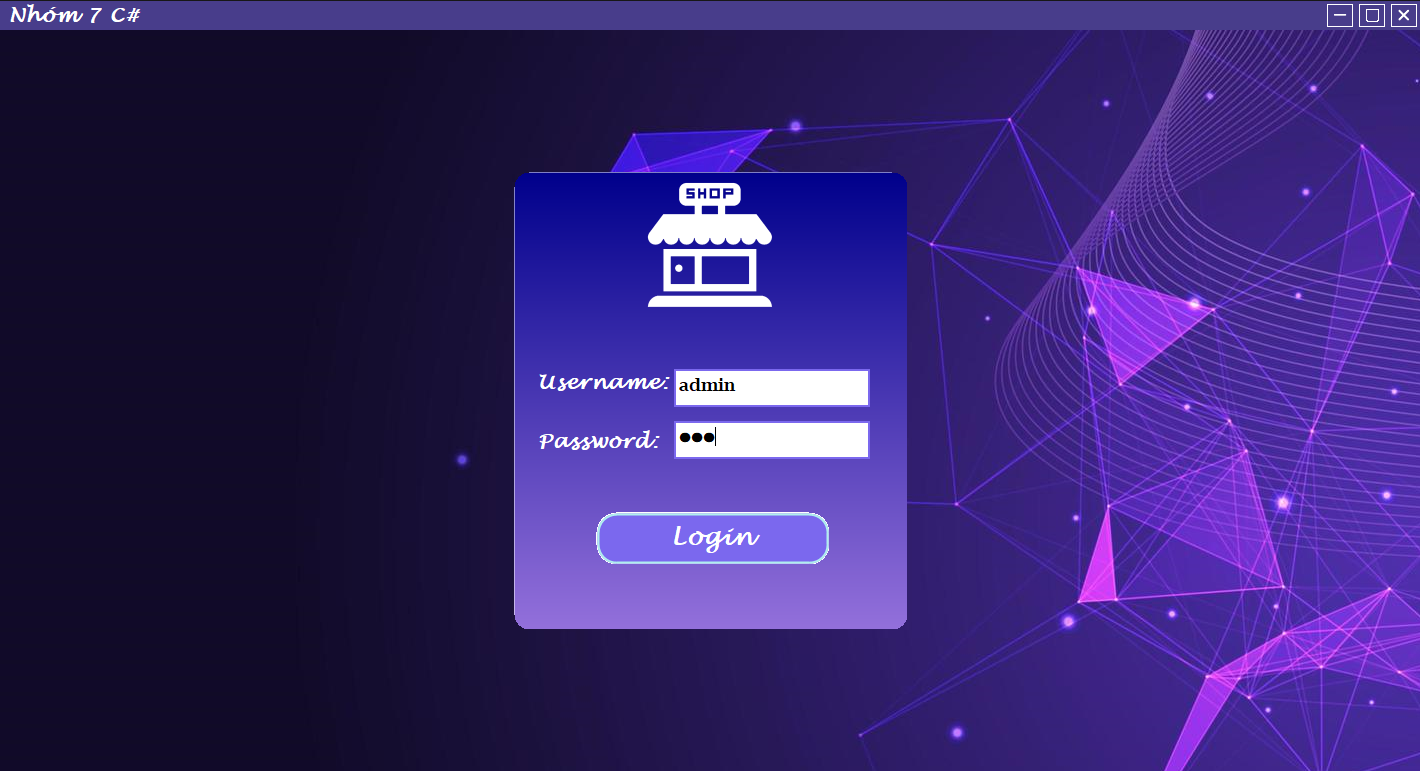 Nhóm 7 C#
SHOP
Username: admin
Password: ●●●
Login